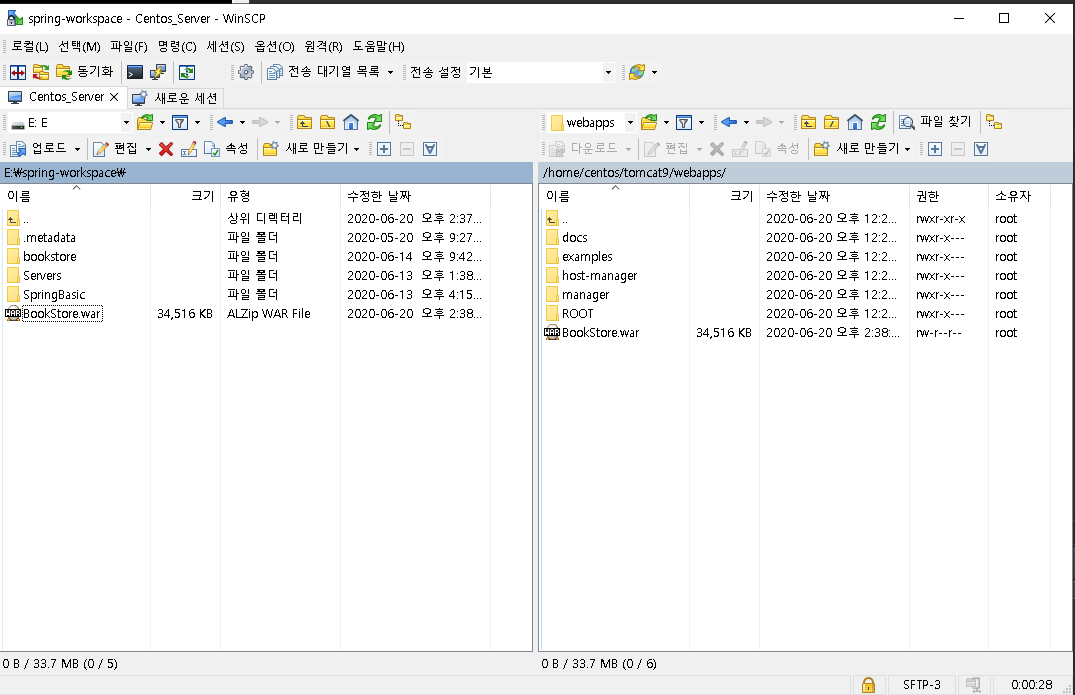 spring-workspace - Centos_Server - WinSCP
로컬(L) 선택(M) 파일(F) 명령(C) 세션(S) 옵션(O) 원격(R) 도움말(H)
동기화 전송 대기열 목록 전송 설정 기본
Centos_Server 새로운 세션
E: E
webapps 파일 찾기
업로드 편집 속성 새로 만들기
다운로드 편집 속성 새로 만들기
E:₩spring-workspace₩
/home/centos/tomcat9/webapps/
이름 크기 유형 수정한 날짜
.. 상위 디렉터리 2020-06-20 오후 2:37...
.metadata 파일 폴더 2020-05-20 오후 9:27...
bookstore 파일 폴더 2020-06-14 오후 9:42...
Servers 파일 폴더 2020-06-13 오후 1:38...
SpringBasic 파일 폴더 2020-06-13 오후 4:15...
BookStore.war 34,516 KB ALZip WAR File 2020-06-20 오후 2:38...
이름 크기 수정한 날짜 권한 소유자
.. 2020-06-20 오후 12:2... rwxr-xr-x root
docs 2020-06-20 오후 12:2... rwxr-x--- root
examples 2020-06-20 오후 12:2... rwxr-x--- root
host-manager 2020-06-20 오후 12:2... rwxr-x--- root
manager 2020-06-20 오후 12:2... rwxr-x--- root
ROOT 2020-06-20 오후 12:2... rwxr-x--- root
BookStore.war 34,516 KB 2020-06-20 오후 2:38:... rw-r--r-- root
0 B / 33.7 MB (0 / 5)
0 B / 33.7 MB (0 / 6)
SFTP-3 0:00:28